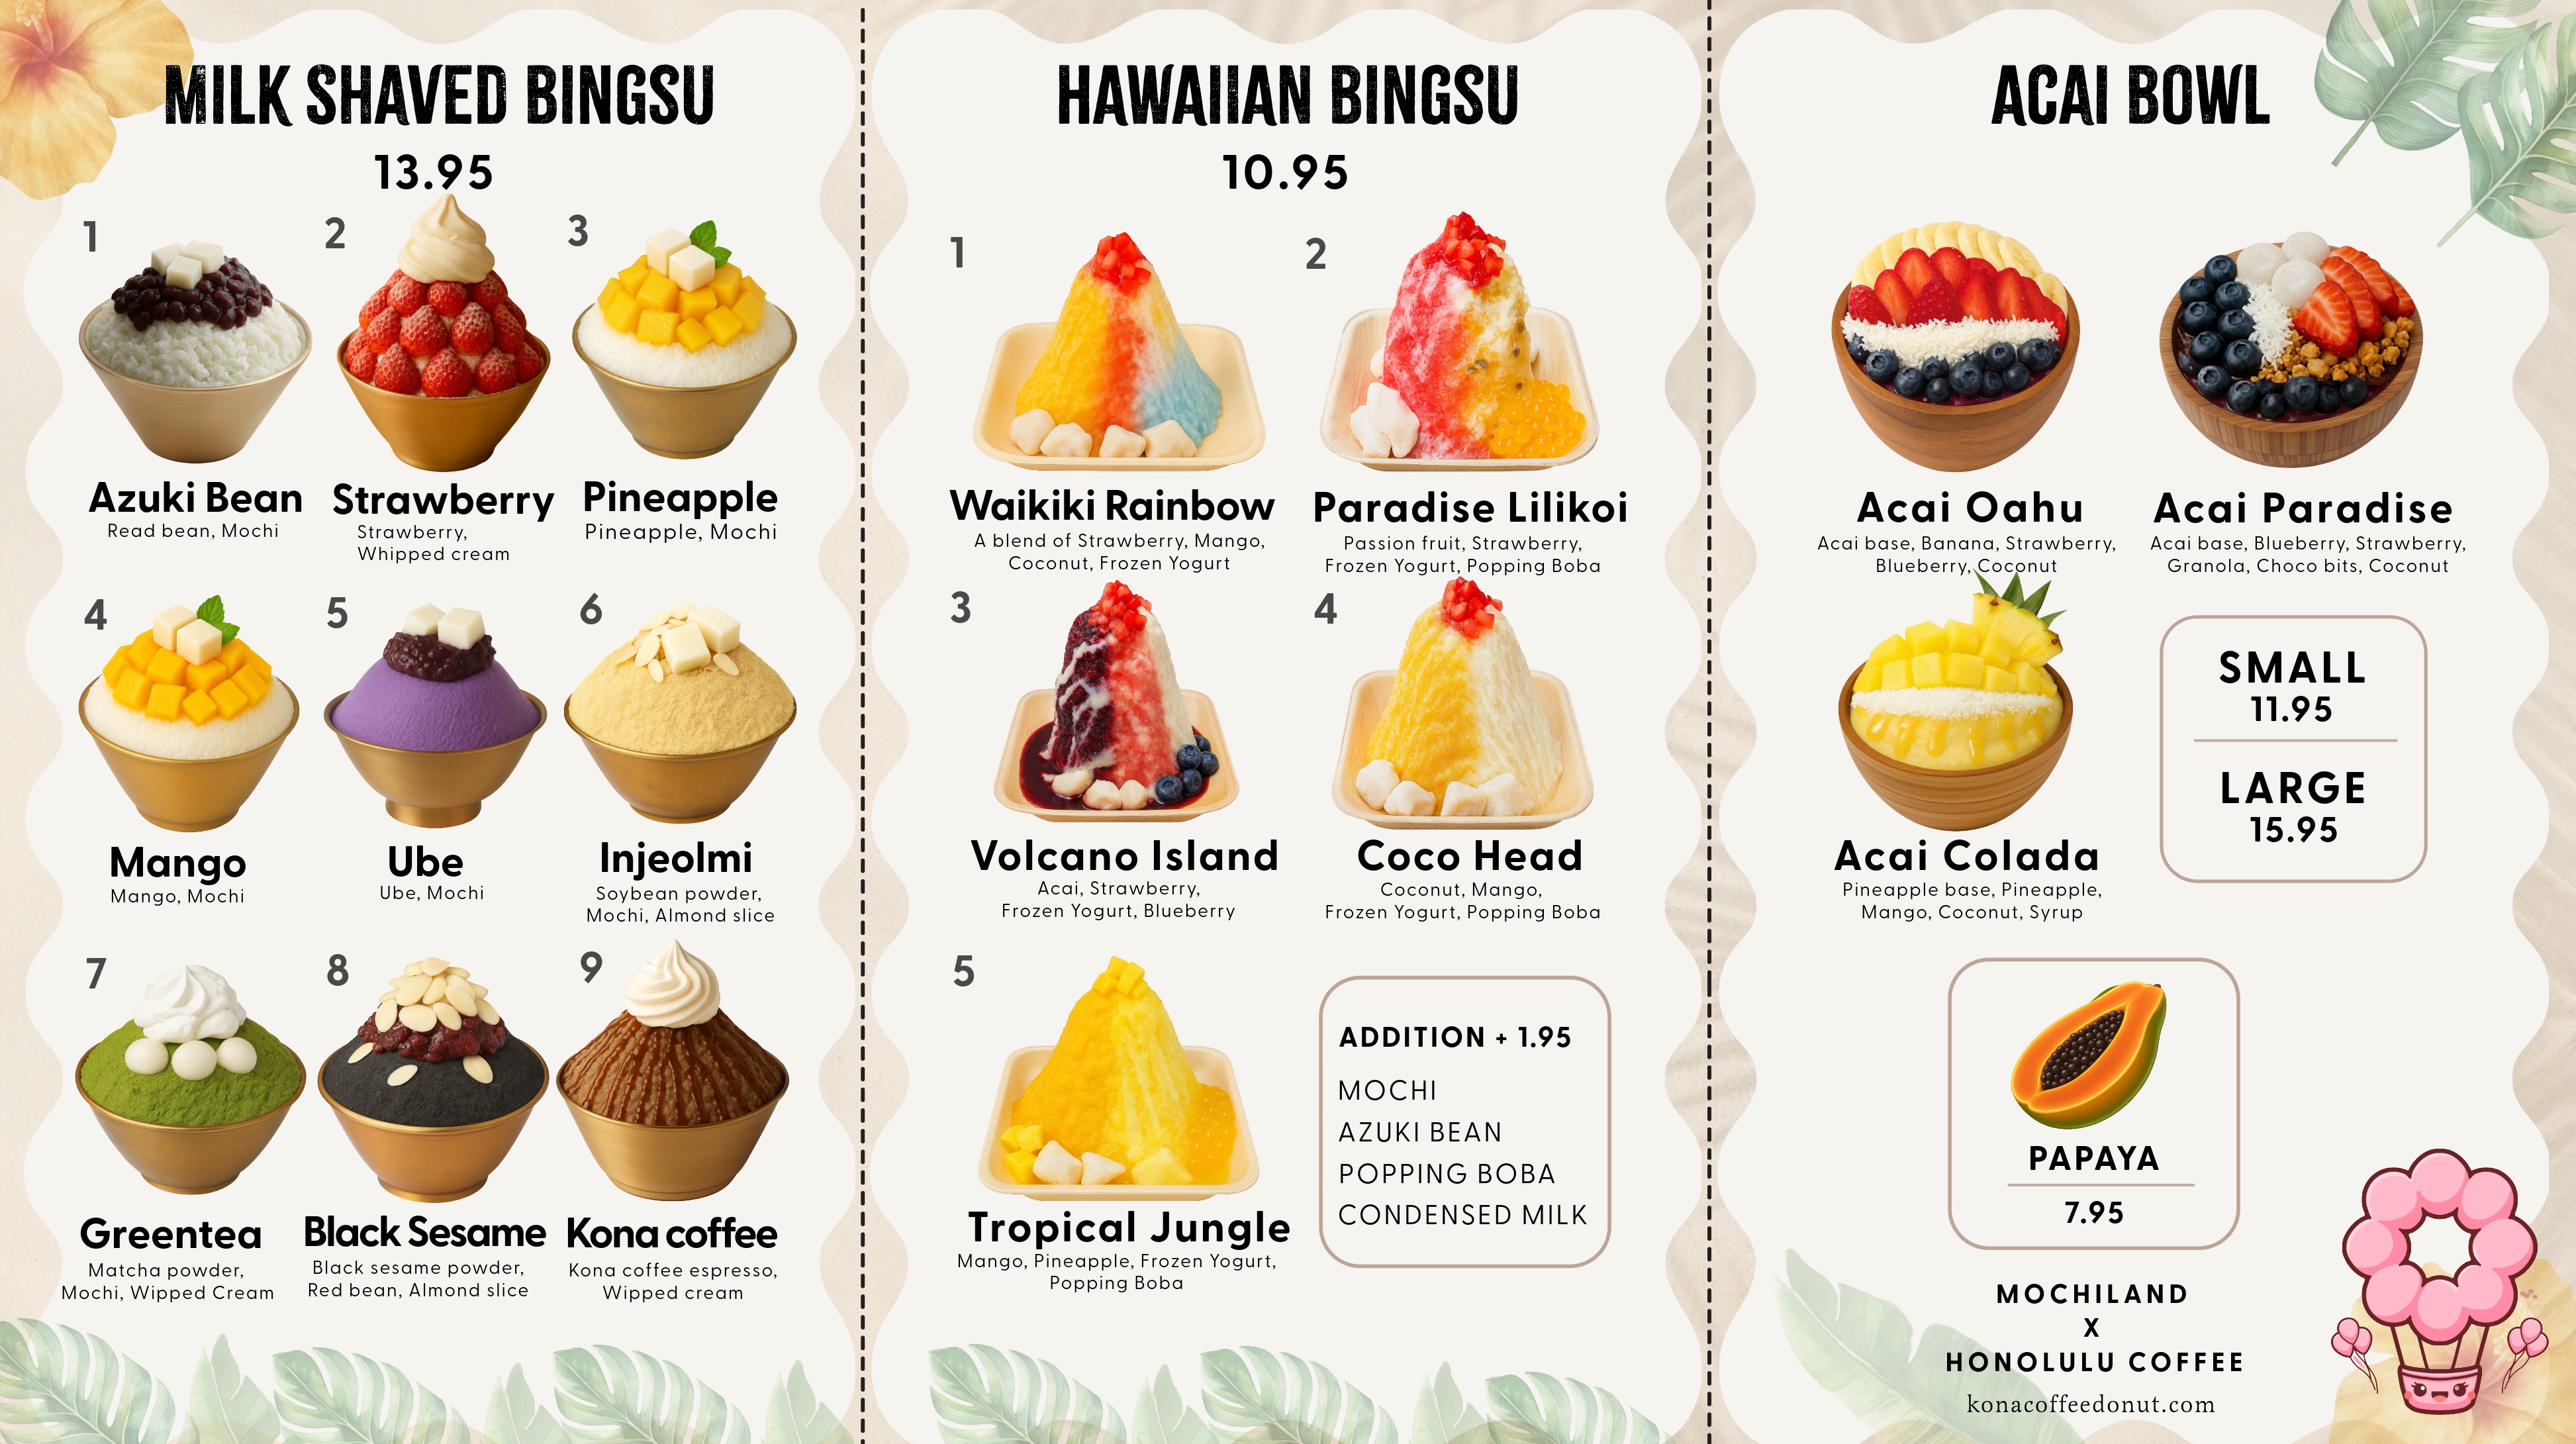 MILK SHAVED BINGSU
13.95
1
2
3
Azuki Bean
Read bean, Mochi
Strawberry
Strawberry,
Whipped cream
Pineapple
Pineapple, Mochi
4
5
6
Mango
Mango, Mochi
Ube
Ube, Mochi
Injeolmi
Soybean powder,
Mochi, Almond slice
7
8
9
Greentea
Matcha powder,
Mochi, Wipped Cream
Black Sesame
Black sesame powder,
Red bean, Almond slice
Kona coffee
Kona coffee espresso,
Wipped cream
HAWAIIAN BINGSU
10.95
1
2
Waikiki Rainbow
A blend of Strawberry, Mango,
Coconut, Frozen Yogurt
Paradise Lilikoi
Passion fruit, Strawberry,
Frozen Yogurt, Popping Boba
3
4
Volcano Island
Acai, Strawberry,
Frozen Yogurt, Blueberry
Coco Head
Coconut, Mango,
Frozen Yogurt, Popping Boba
5
Tropical Jungle
Mango, Pineapple, Frozen Yogurt,
Popping Boba
ADDITION + 1.95
MOCHI
AZUKI BEAN
POPPING BOBA
CONDENSED MILK
ACAI BOWL
Acai Oahu
Acai base, Banana, Strawberry,
Blueberry, Coconut
Acai Paradise
Acai base, Blueberry, Strawberry,
Granola, Choco bits, Coconut
Acai Colada
Pineapple base, Pineapple,
Mango, Coconut, Syrup
SMALL
11.95
LARGE
15.95
PAPAYA
7.95
MOCHILAND
X
HONOLULU COFFEE
konacoffeedonut.com